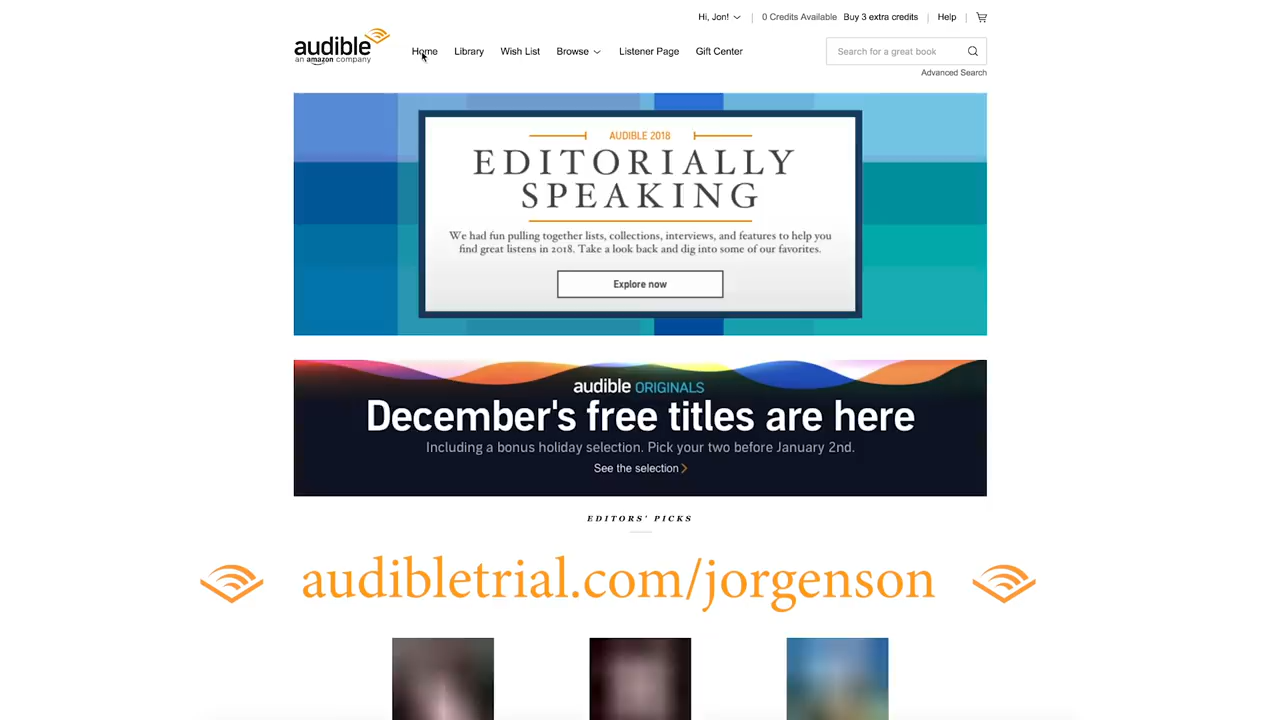 Hi, Jon! 0 Credits Available Buy 3 extra credits Help
audible
an amazon company
Home Library Wish List Browse Listener Page Gift Center Search for a great book
Advanced Search
AUDIBLE 2018
EDITORIALLY
SPEAKING
We had fun pulling together lists, collections, interviews, and features to help you
find great listens in 2018. Take a look back and dig into some of our favorites.
Explore now
audible ORIGINALS
December's free titles are here
Including a bonus holiday selection. Pick your two before January 2nd.
See the selection
EDITORS' PICKS
audibletrial.com/jorgenson